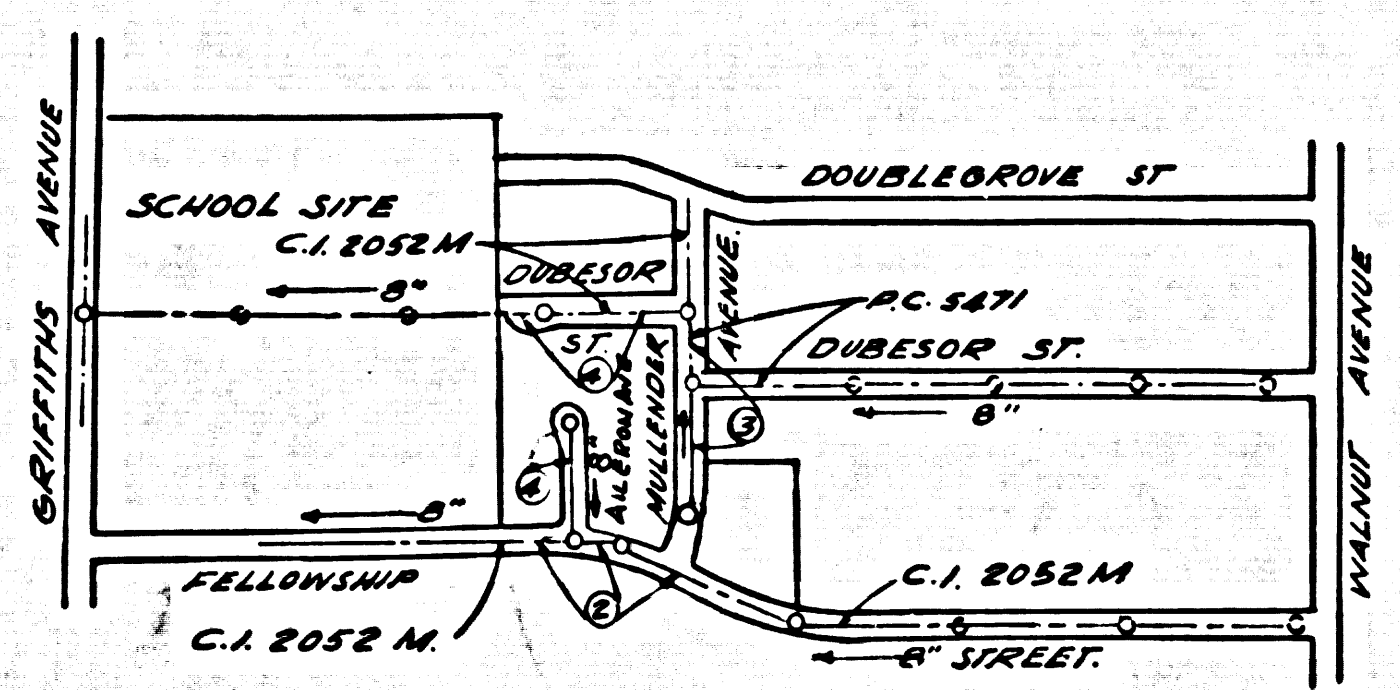 GRIFFITHS AVENUE
SCHOOL SITE
C.I. 2052 M
8"
DUBESOR
ST.
4
DOUBLEGROVE ST
AVENUE.
P.C. 5471
DUBESOR ST.
8"
3
MULLENDER
4
8"
8"
FELLOWSHIP
C.I. 2052 M.
2
C.I. 2052 M
8" STREET.
WALNUT AVENUE